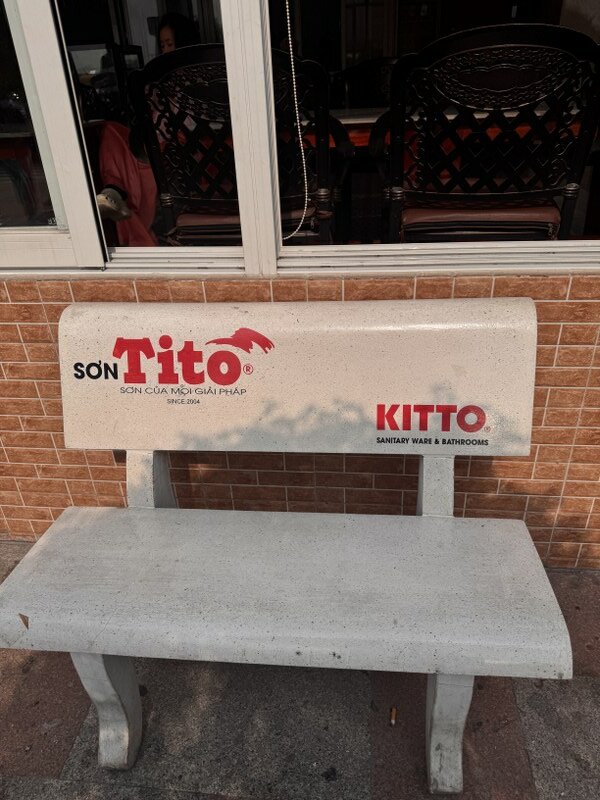 SƠN Tito®
SƠN CỦA MỌI GIẢI PHÁP
SINCE 2004
KITTO®
SANITARY WARE & BATHROOMS